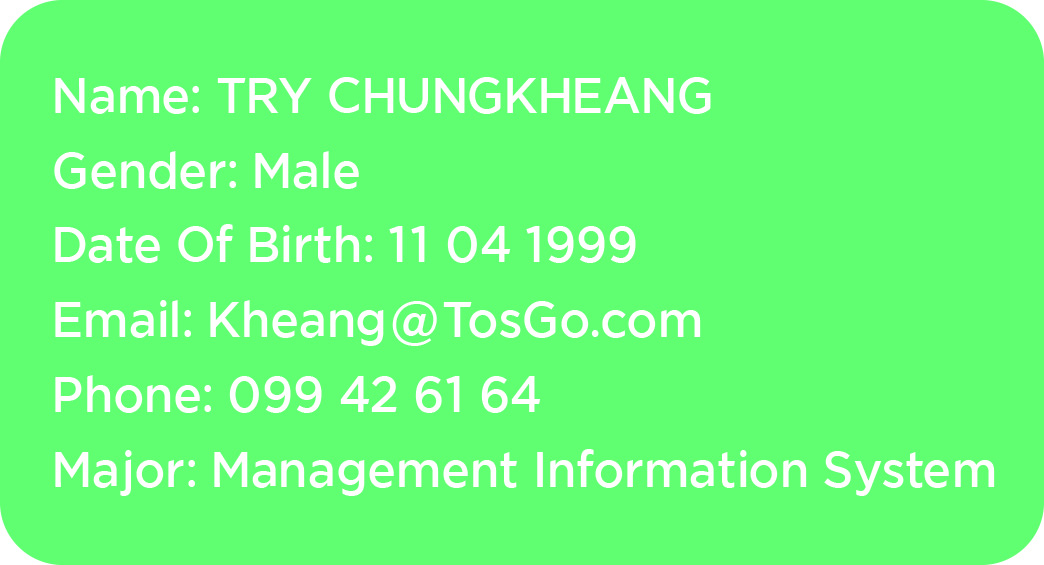 Name: TRY CHUNGKHEANG
Gender: Male
Date Of Birth: 11 04 1999
Email: Kheang@TosGo.com
Phone: 099 42 61 64
Major: Management Information System